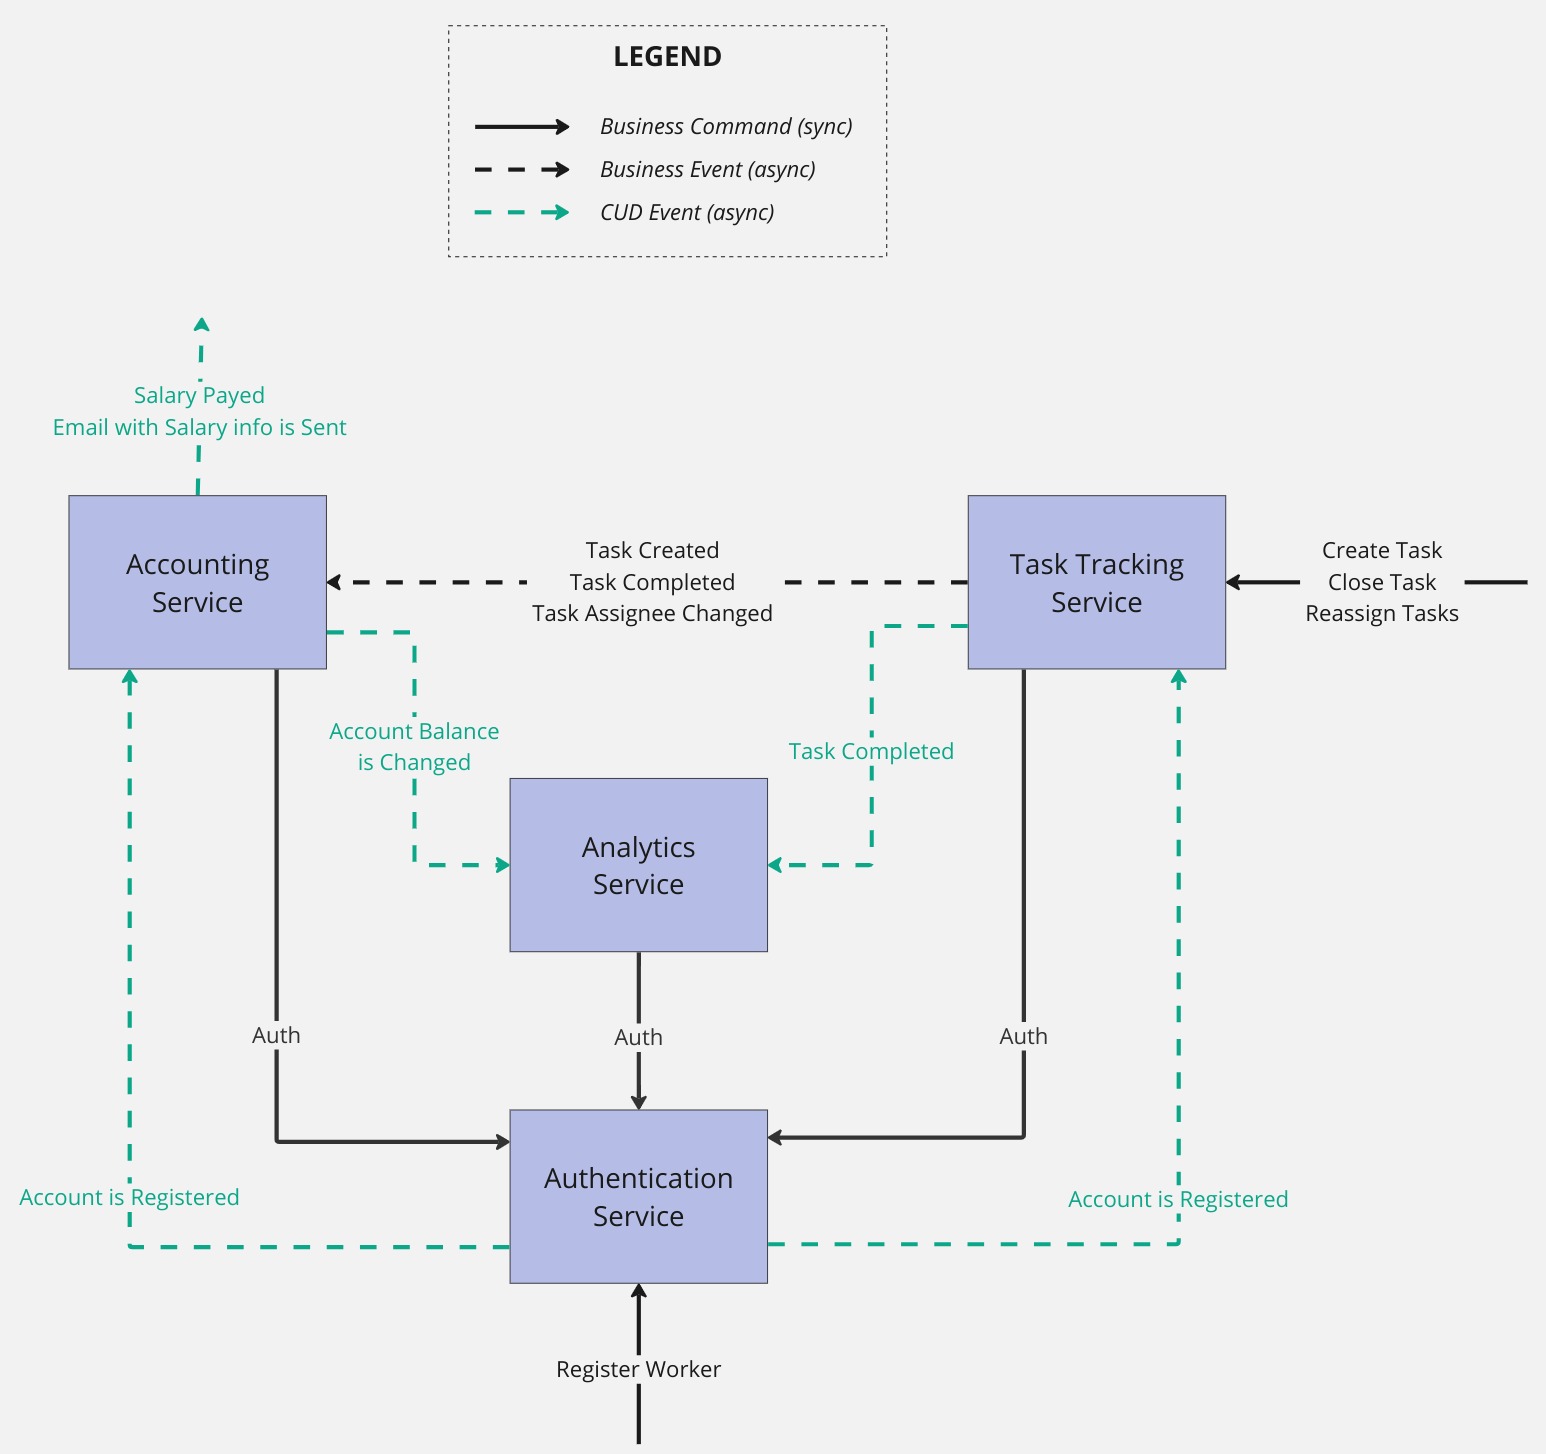 LEGEND
Business Command (sync)
Business Event (async)
CUD Event (async)
Salary Payed
Email with Salary info is Sent
Accounting
Service
Task Created
Task Completed
Task Assignee Changed
Task Tracking
Service
Create Task
Close Task
Reassign Tasks
Account Balance
is Changed
Task Completed
Analytics
Service
Auth
Auth
Auth
Authentication
Service
Account is Registered
Account is Registered
Register Worker